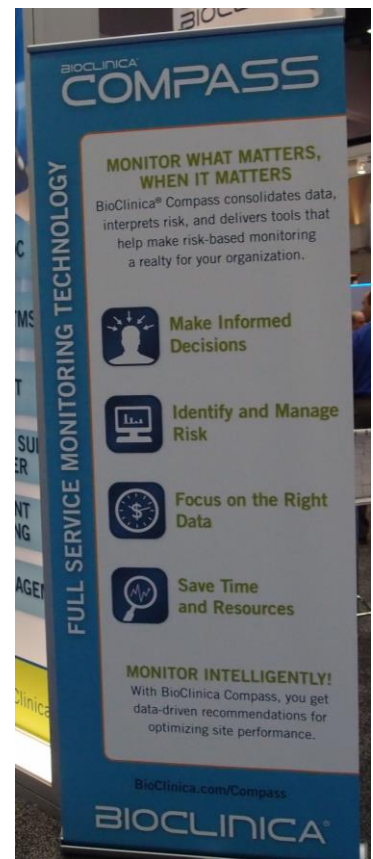 BIOCLINICA
COMPASS
FULL SERVICE MONITORING TECHNOLOGY
MONITOR WHAT MATTERS,
WHEN IT MATTERS
BioClinica® Compass consolidates data,
interprets risk, and delivers tools that
help make risk-based monitoring
a realty for your organization.
Make Informed
Decisions
Identify and Manage
Risk
Focus on the Right
Data
$
Save Time
and Resources
MONITOR INTELLIGENTLY!
With BioClinica Compass, you get
data-driven recommendations for
optimizing site performance.
BioClinica.com/Compass
BIOCLINICA®